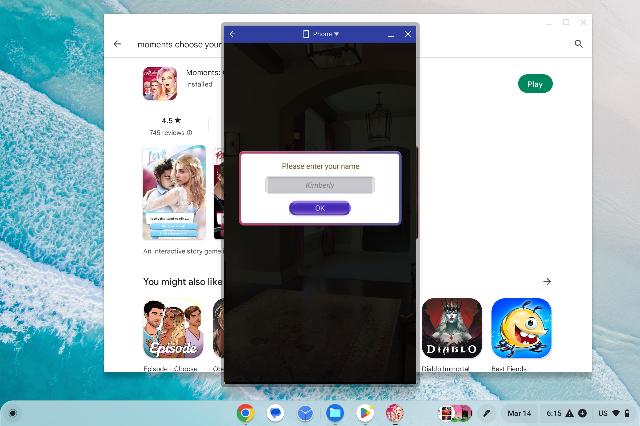 Phone
moments choose your
Moments:
Installed
Play
4.5 ★
745 reviews
Love
Please enter your name
Kimberly
OK
An interactive story game
You might also like
Episode
DIABLO
Episode - Choose
Diablo Immortal
Best Fiends -
Mar 14
6:15
US